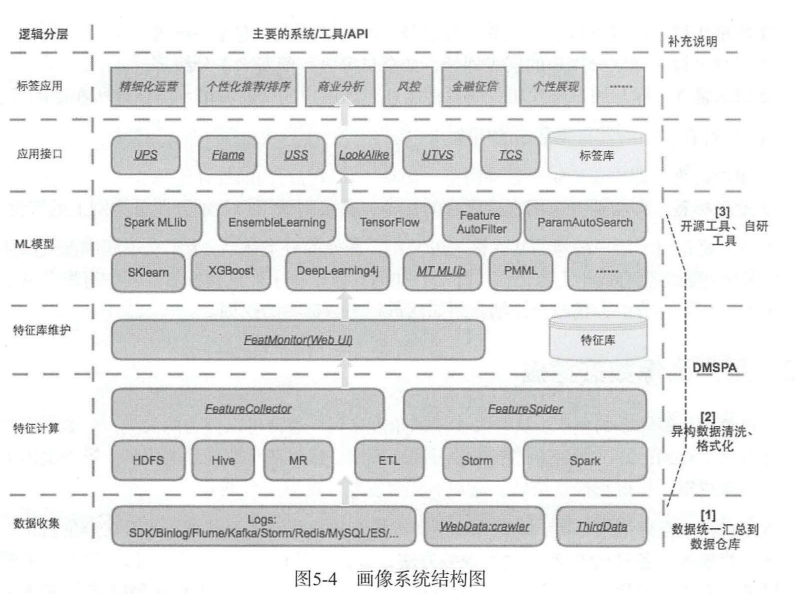 逻辑分层
主要的系统/工具/API
补充说明
标签应用
精细化运营
个性化推荐/排序
商业分析
风控
金融征信
个性展现
······
应用接口
UPS
Flame
USS
LookAlike
UTVS
TCS
标签库
ML模型
Spark MLlib
EnsembleLearning
TensorFlow
Feature
AutoFilter
ParamAutoSearch
SKlearn
XGBoost
DeepLearning4j
MT MLlib
PMML
······
[3]
开源工具、自研
工具
特征库维护
FeatMonitor(Web UI)
特征库
DMSPA
特征计算
FeatureCollector
FeatureSpider
HDFS
Hive
MR
ETL
Storm
Spark
[2]
异构数据清洗、
格式化
数据收集
Logs:
SDK/Binlog/Flume/Kafka/Storm/Redis/MySQL/ES/...
WebData:crawler
ThirdData
[1]
数据统一汇总到
数据仓库
图5-4 画像系统结构图